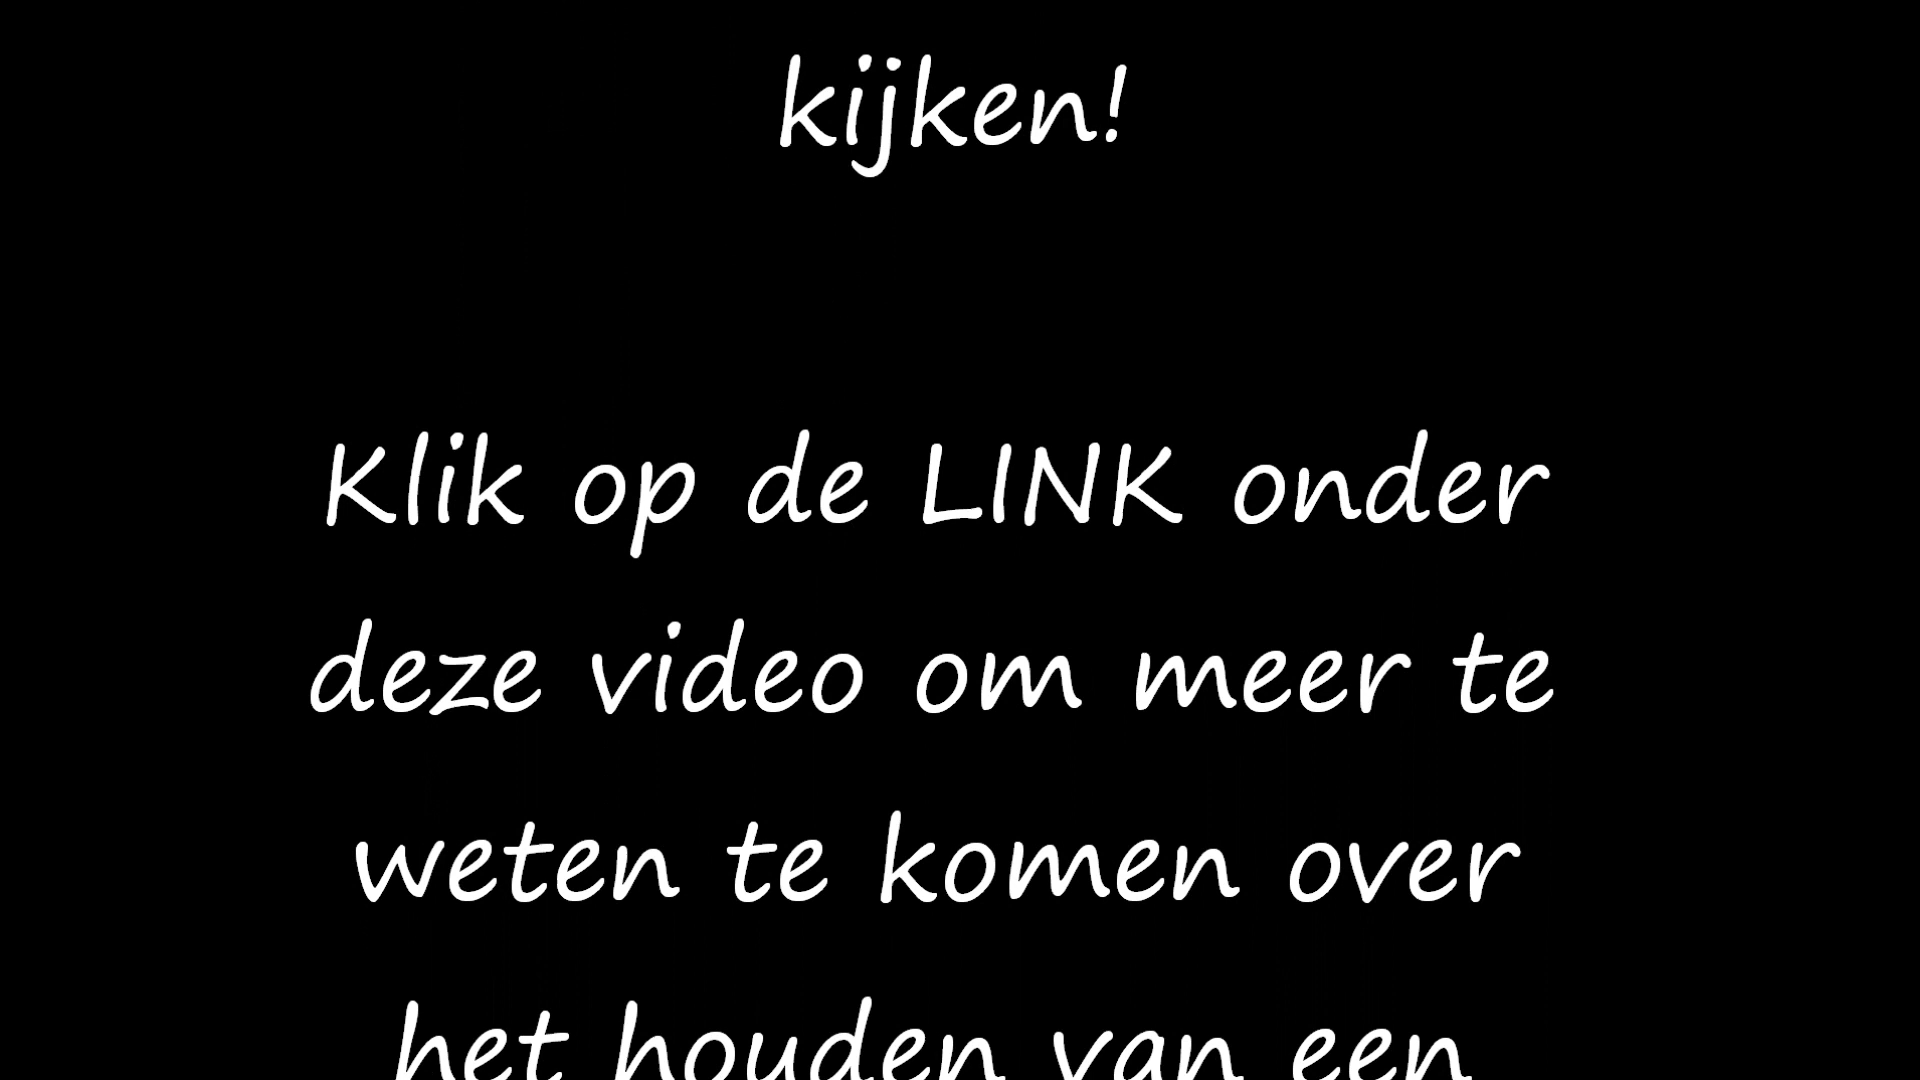 kijken!
Klik op de LINK onder
deze video om meer te
weten te komen over
het houden van een